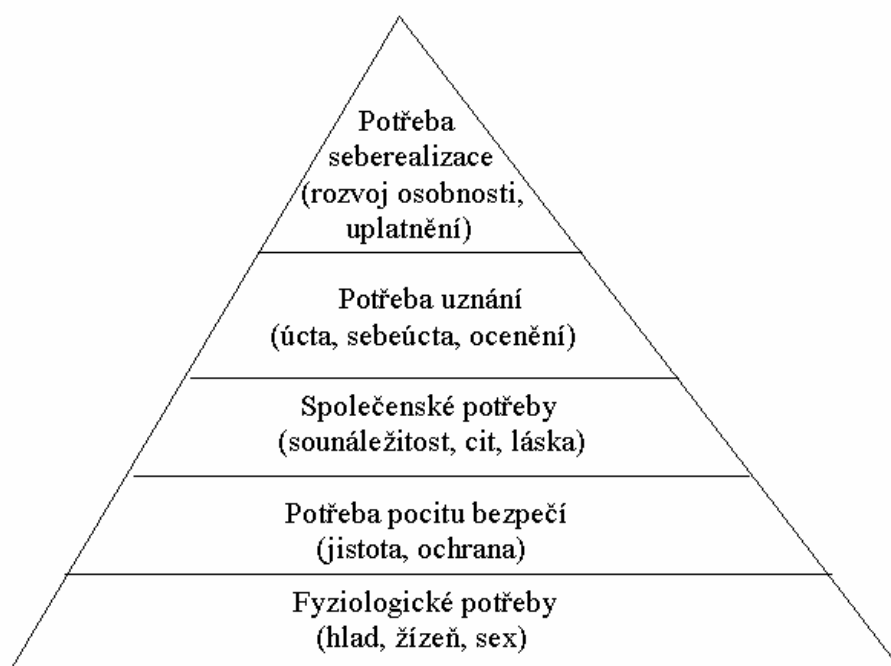 Potřeba
seberealizace
(rozvoj osobnosti,
uplatnění)
Potřeba uznání
(úcta, sebeúcta, ocenění)
Společenské potřeby
(sounáležitost, cit, láska)
Potřeba pocitu bezpečí
(jistota, ochrana)
Fyziologické potřeby
(hlad, žízeň, sex)